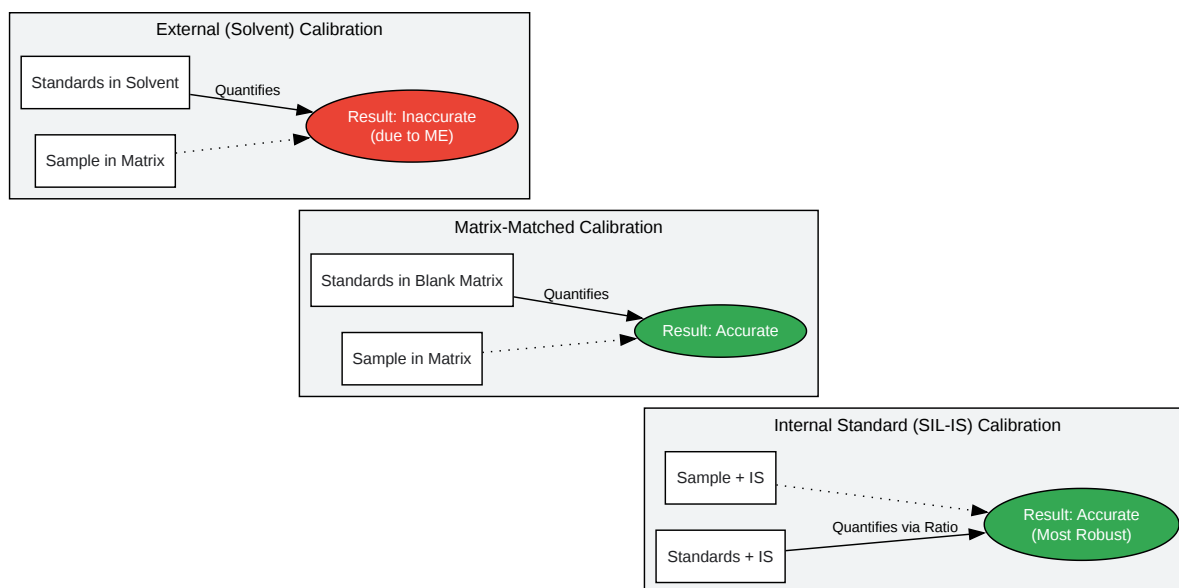 External (Solvent) Calibration
Standards in Solvent
Quantifies
Result: Inaccurate
(due to ME)
Sample in Matrix
Matrix-Matched Calibration
Standards in Blank Matrix
Quantifies
Result: Accurate
Sample in Matrix
Internal Standard (SIL-IS) Calibration
Sample + IS
Result: Accurate
(Most Robust)
Quantifies via Ratio
Standards + IS